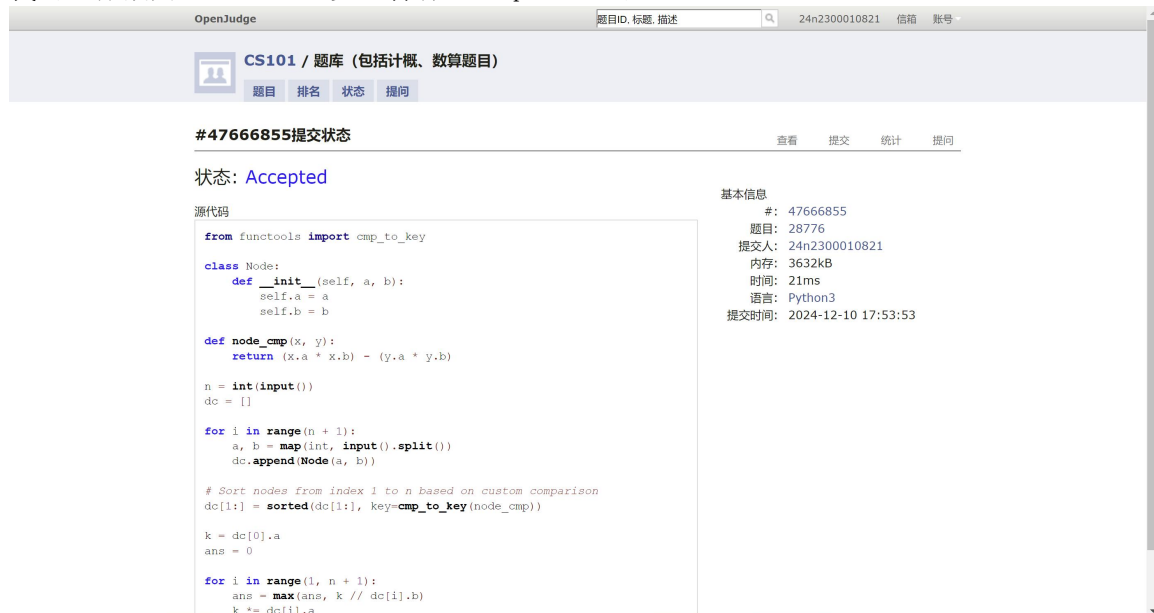 OpenJudge
题目ID, 标题, 描述
24n2300010821 信箱 账号
CS101 / 题库（包括计概、数算题目）
题目 排名 状态 提问
#47666855提交状态
查看 提交 统计 提问
状态: Accepted
源代码
from functools import cmp_to_key
class Node:
def __init__(self, a, b):
self.a = a
self.b = b
def node_cmp(x, y):
return (x.a * x.b) - (y.a * y.b)
n = int(input())
dc = []
for i in range(n + 1):
a, b = map(int, input().split())
dc.append(Node(a, b))
# Sort nodes from index 1 to n based on custom comparison
dc[1:] = sorted(dc[1:], key=cmp_to_key(node_cmp))
k = dc[0].a
ans = 0
for i in range(1, n + 1):
ans = max(ans, k // dc[i].b)
k *= dc[i].a
基本信息
#: 47666855
题目: 28776
提交人: 24n2300010821
内存: 3632kB
时间: 21ms
语言: Python3
提交时间: 2024-12-10 17:53:53